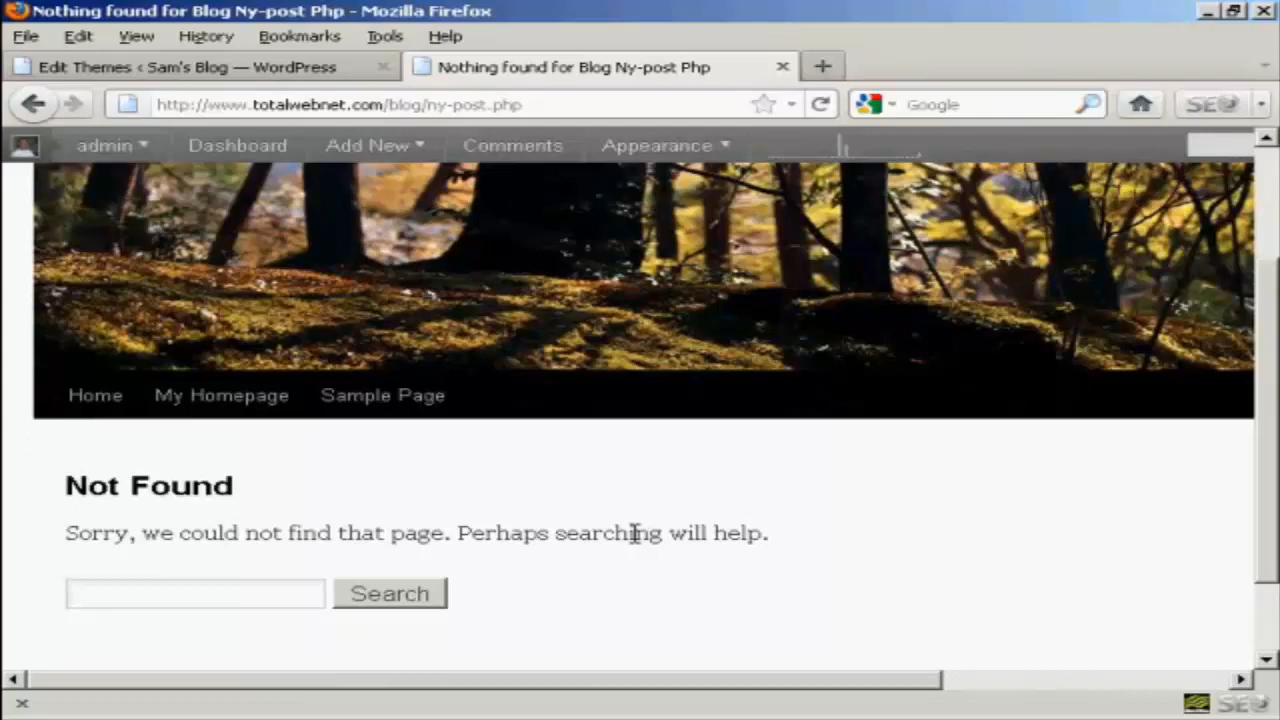 Nothing found for Blog Ny-post Php - Mozilla Firefox
File Edit View History Bookmarks Tools Help
Edit Themes ‹ Sam's Blog — WordPress
Nothing found for Blog Ny-post Php
http://www.totalwebnet.com/blog/ny-post.php
Google
SEO
admin Dashboard Add New Comments Appearance
Home My Homepage Sample Page
Not Found
Sorry, we could not find that page. Perhaps searching will help.
Search
SEO